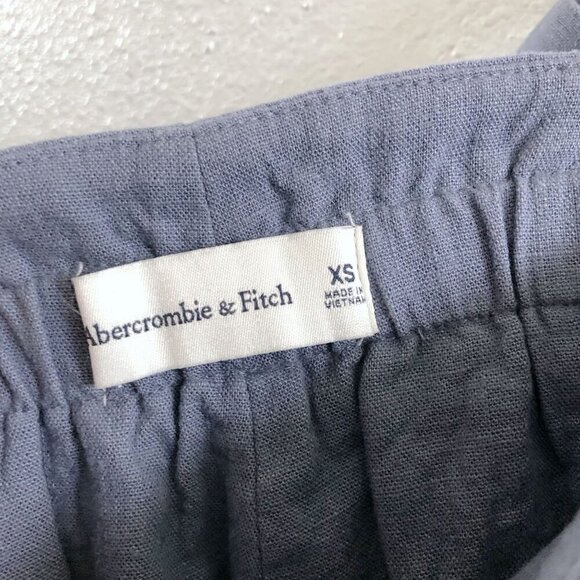 Abercrombie & Fitch
XS
MADE IN
VIETNAM